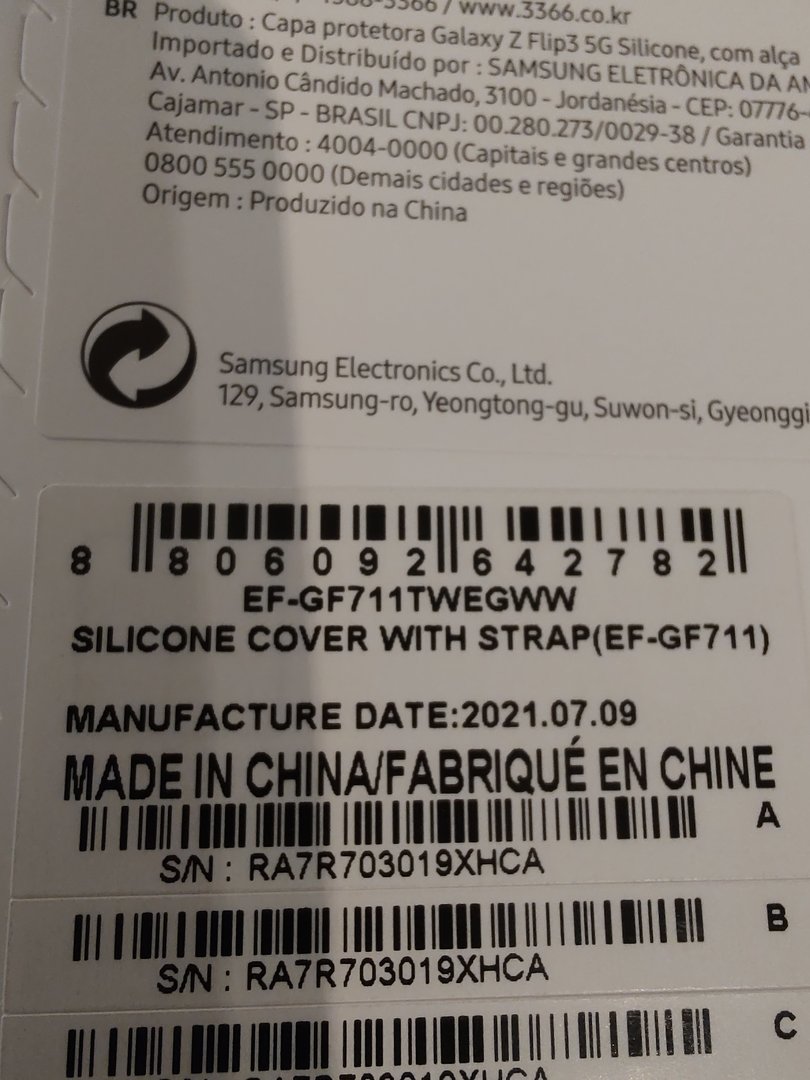 / www.3366.co.kr
BR Produto : Capa protetora Galaxy Z Flip3 5G Silicone, com alça
Importado e Distribuído por : SAMSUNG ELETRÔNICA DA
Av. Antonio Cândido Machado, 3100 - Jordanésia - CEP: 07776-
Cajamar - SP - BRASIL CNPJ: 00.280.273/0029-38 / Garantia
Atendimento : 4004-0000 (Capitais e grandes centros)
0800 555 0000 (Demais cidades e regiões)
Origem : Produzido na China
Samsung Electronics Co., Ltd.
129, Samsung-ro, Yeongtong-gu, Suwon-si, Gyeonggi
8 806092 642782
EF-GF711TWEGWW
SILICONE COVER WITH STRAP(EF-GF711)
MANUFACTURE DATE:2021.07.09
MADE IN CHINA/FABRIQUÉ EN CHINE
A
S/N : RA7R703019XHCA
B
S/N : RA7R703019XHCA
C